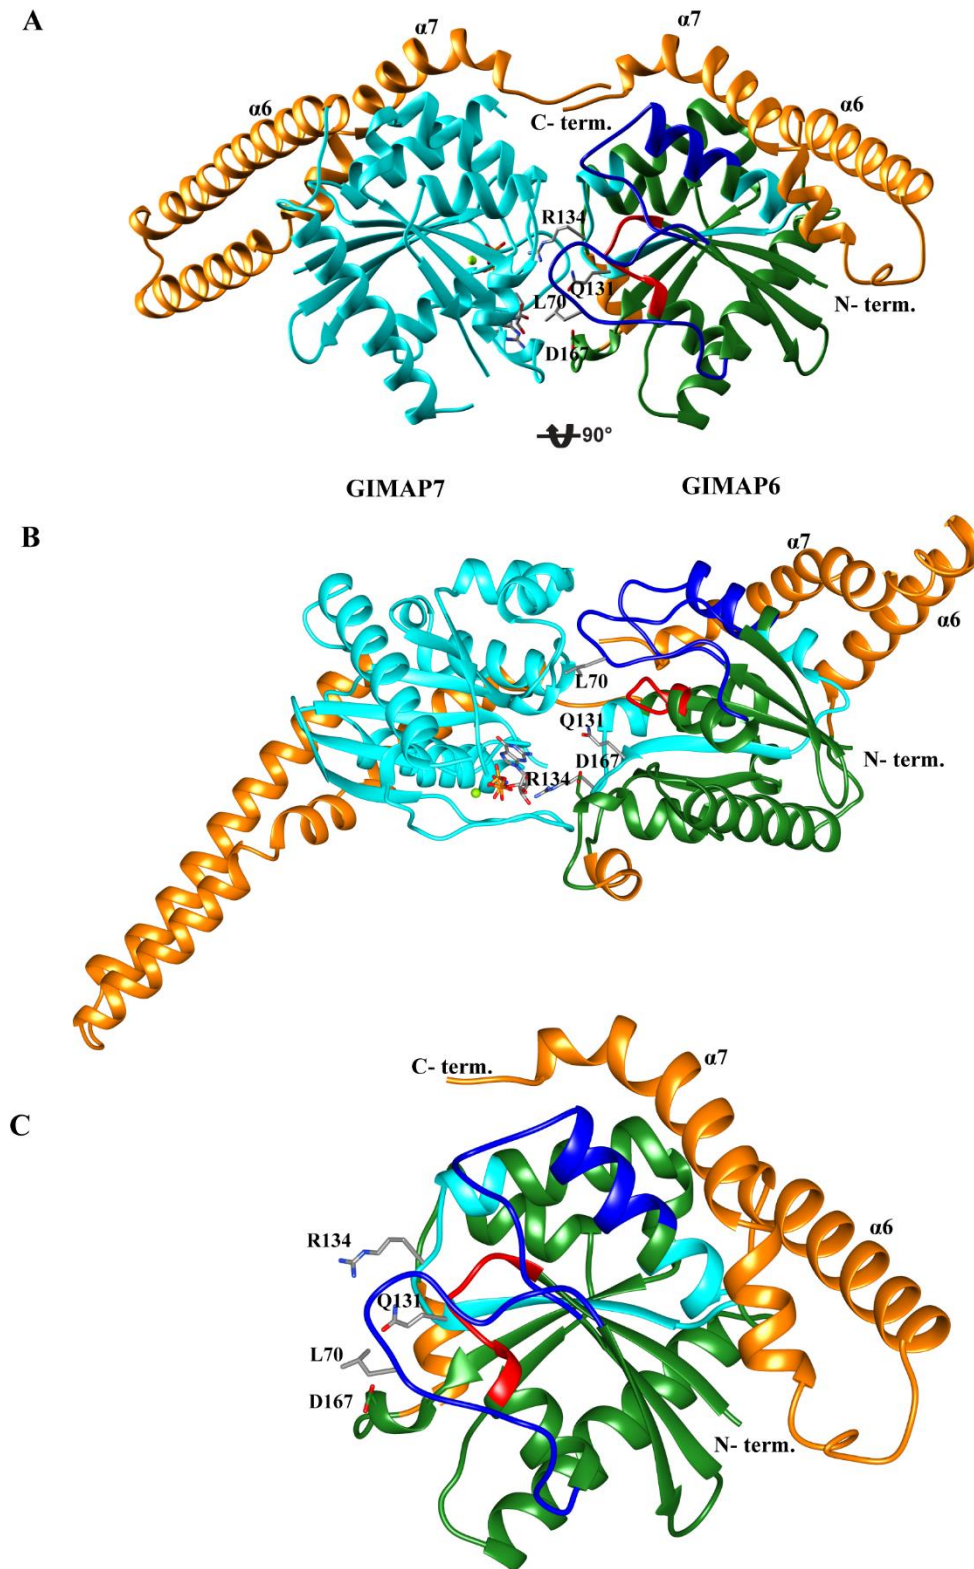 A
α7
α7
α6
α6
C- term.
R134
Q131
L70
N- term.
D167
90°
GIMAP7
GIMAP6
B
α7
α6
L70
Q131
D167
N- term.
R134
C
C- term.
α7
α6
R134
Q131
L70
D167
N- term.